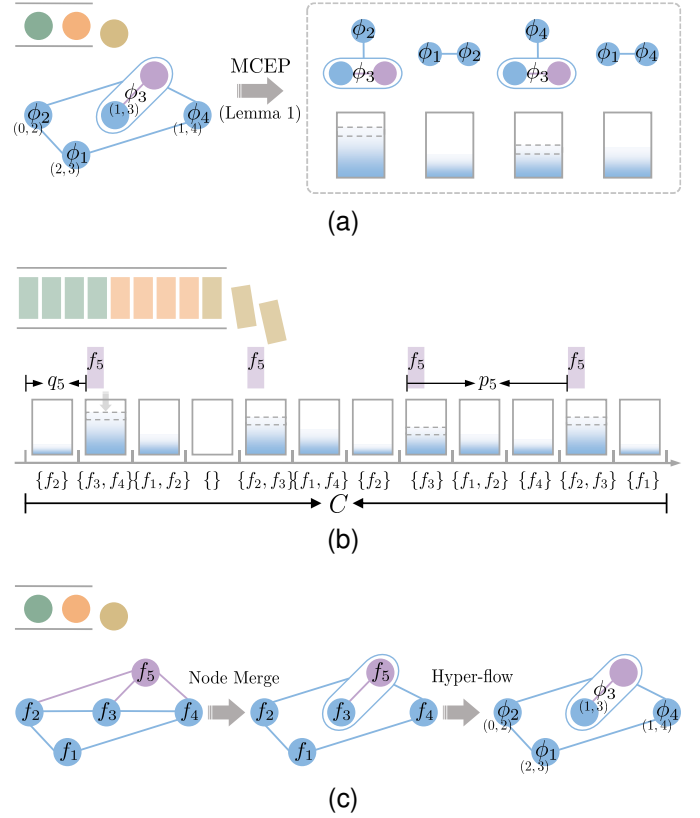 ϕ2 ϕ4
ϕ3 ϕ1 ϕ2 ϕ3 ϕ1 ϕ4
MCEP
(Lemma 1)
ϕ3
(1, 3)
ϕ2
(0, 2)
ϕ4
(1, 4)
ϕ1
(2, 3)
(a)
f5 f5 f5 f5
q5 p5
{f2} {f3, f4} {f1, f2} {} {f2, f3} {f1, f4} {f2} {f3} {f1, f2} {f4} {f2, f3} {f1}
C
(b)
f5
f2 f3 f4
f1
Node Merge
f5
f2 f3 f4
f1
Hyper-flow
ϕ3
(1, 3)
ϕ2
(0, 2)
ϕ4
(1, 4)
ϕ1
(2, 3)
(c)